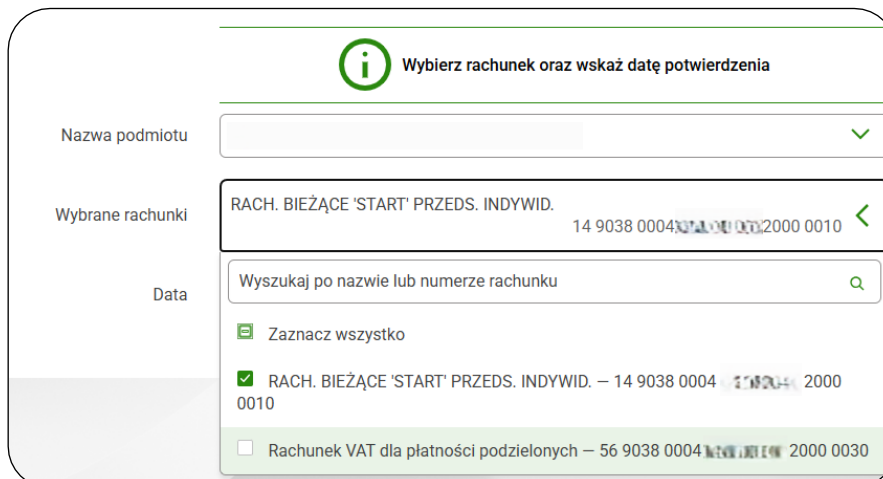 Wybierz rachunek oraz wskaż datę potwierdzenia
Nazwa podmiotu
Wybrane rachunki
RACH. BIEŻĄCE 'START' PRZEDS. INDYWID.
14 9038 0004 2000 0010
Data
Wyszukaj po nazwie lub numerze rachunku
Zaznacz wszystko
RACH. BIEŻĄCE 'START' PRZEDS. INDYWID. — 14 9038 0004 2000
0010
Rachunek VAT dla płatności podzielonych — 56 9038 0004 2000 0030